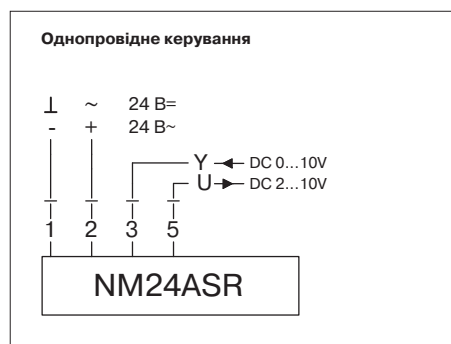 Однопровідне керування
⊥ ~ 24 В=
- + 24 В~
Y DC 0...10V
U DC 2...10V
1 2 3 5
NM24ASR